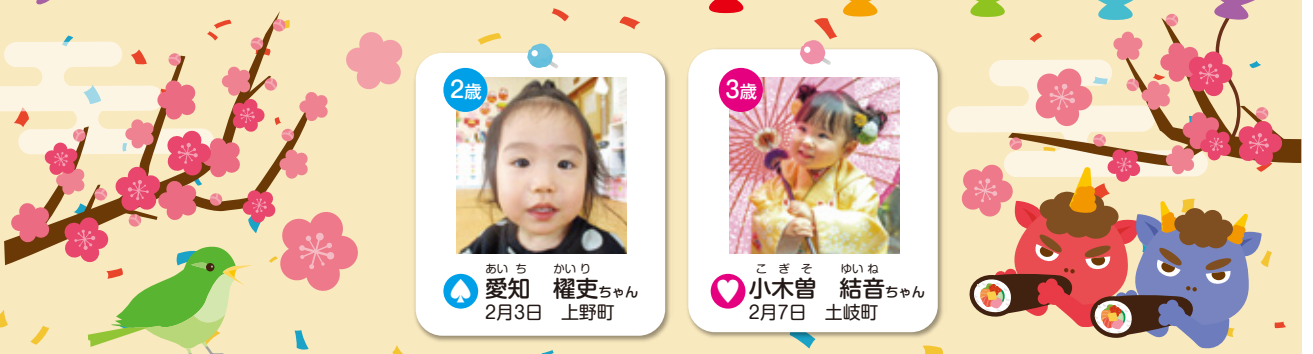 2歳
あいち かいり
愛知 櫂吏ちゃん
2月3日 上野町
3歳
こぎそ ゆいね
小木曽 結音ちゃん
2月7日 土岐町